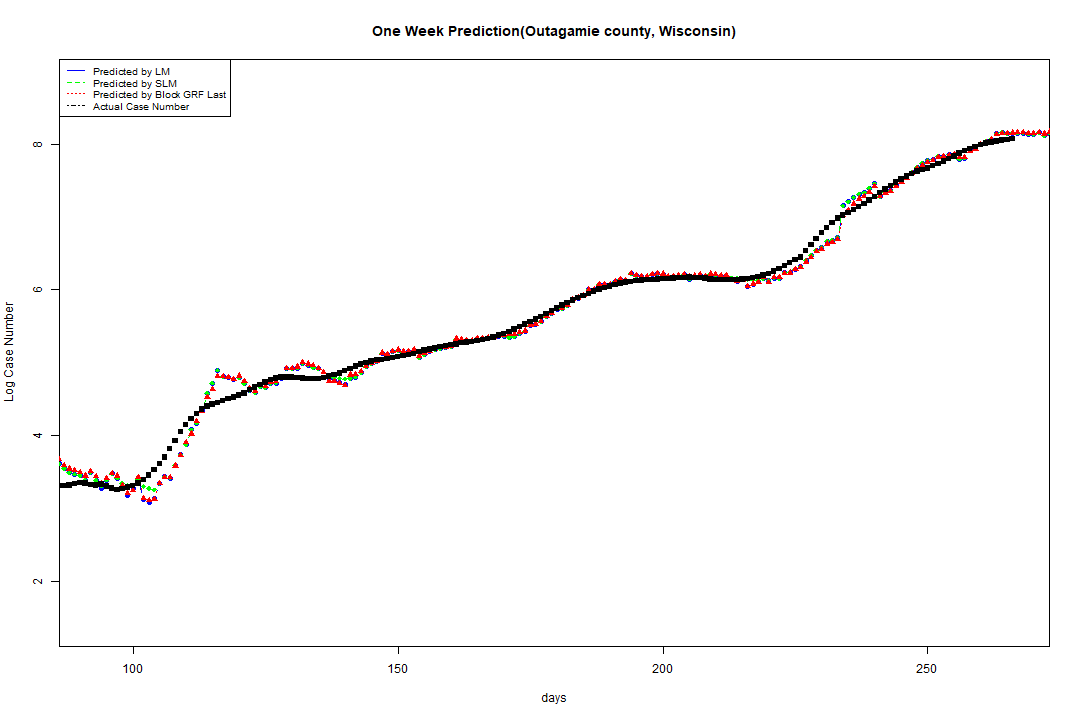 One Week Prediction(Outagamie county, Wisconsin)
Predicted by LM
Predicted by SLM
Predicted by Block GRF Last
Actual Case Number
8
6
4
2
Log Case Number
100 150 200 250
days